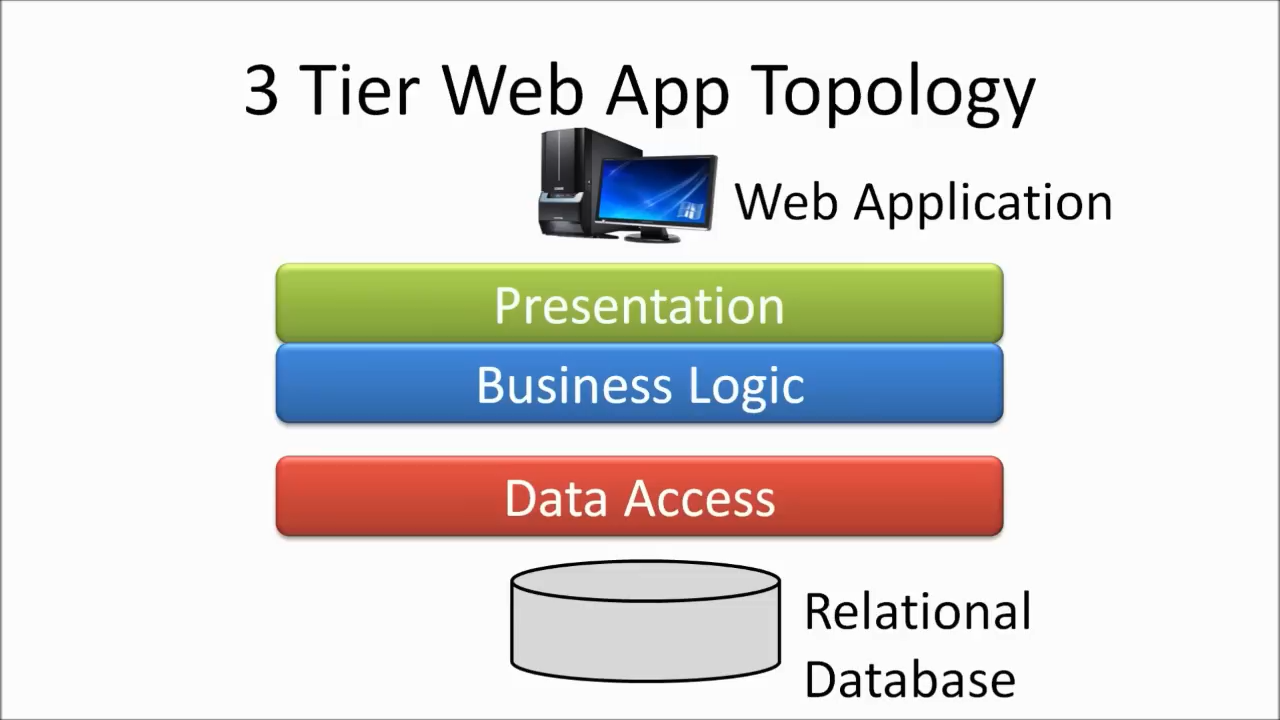 3 Tier Web App Topology
Web Application
Presentation
Business Logic
Data Access
Relational
Database